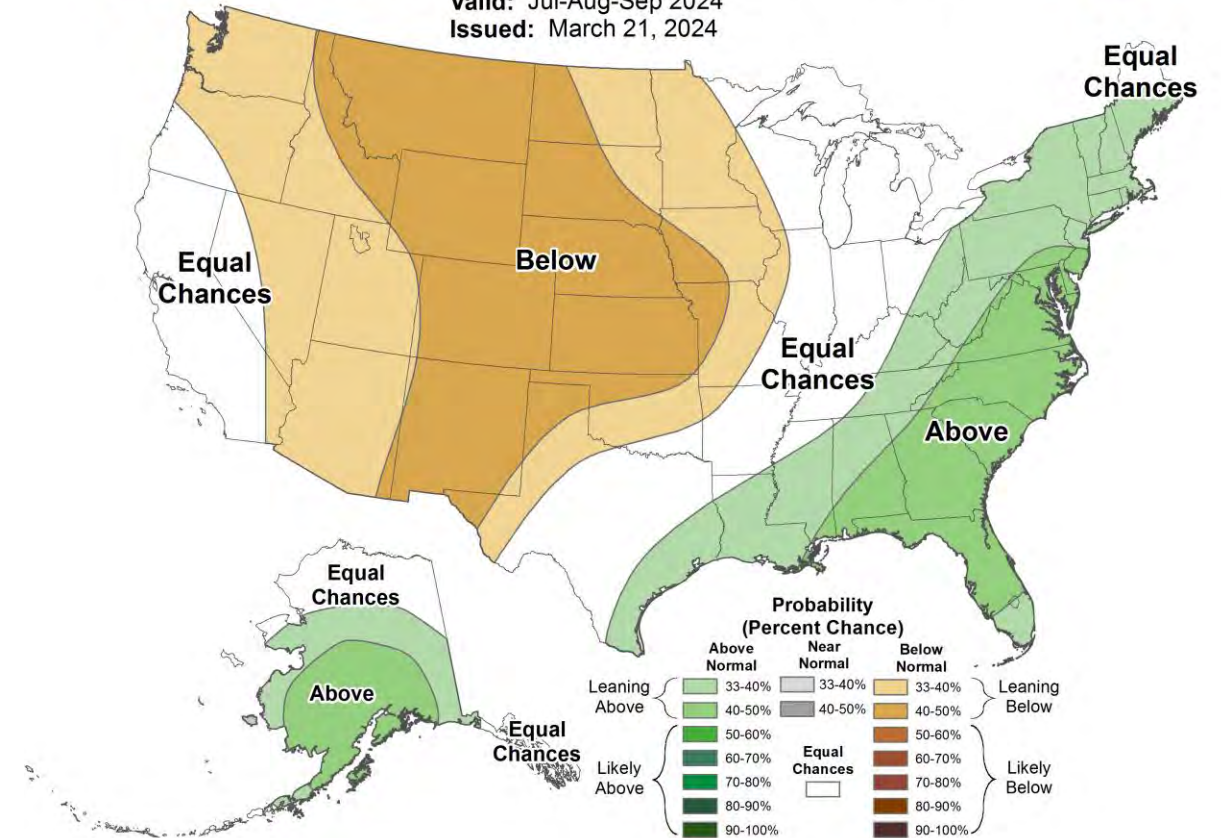 Valid: Jul-Aug-Sep 2024
Issued: March 21, 2024
Equal
Chances
Equal
Chances
Below
Equal
Chances
Above
Equal
Chances
Above
Equal
Chances
Probability
(Percent Chance)
Above
Normal
Near
Normal
Below
Normal
Leaning
Above
33-40%
33-40%
33-40%
Leaning
Below
40-50%
40-50%
40-50%
Likely
Above
50-60%
60-70%
70-80%
80-90%
90-100%
Equal
Chances
50-60%
60-70%
70-80%
80-90%
90-100%
Likely
Below